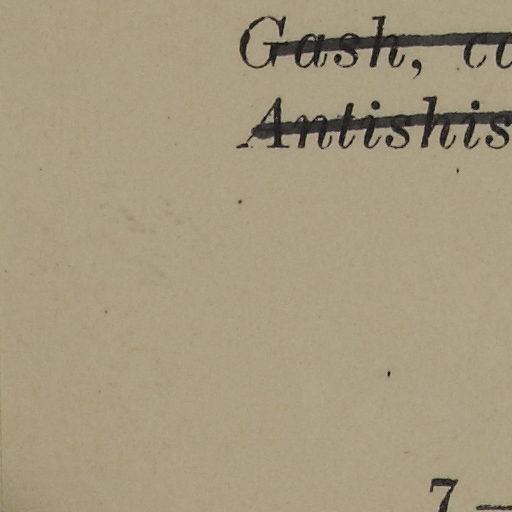 Gash,
Antishis
7 —